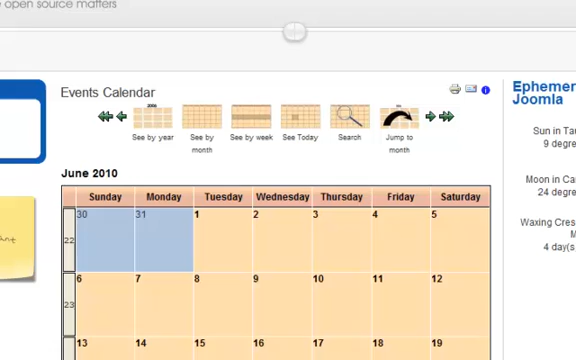 open source matters
Events Calendar
See by year
See by month
See by week
See Today
Search
Jump to month
June 2010
Sunday Monday Tuesday Wednesday Thursday Friday Saturday
22 30 31 1 2 3 4 5
23 6 7 8 9 10 11 12
13 14 15 16 17 18 19
Ephemer
Joomla
Sun in Tau
9 degre
Moon in Ca
24 degre
Waxing Cres
M
4 day(s)